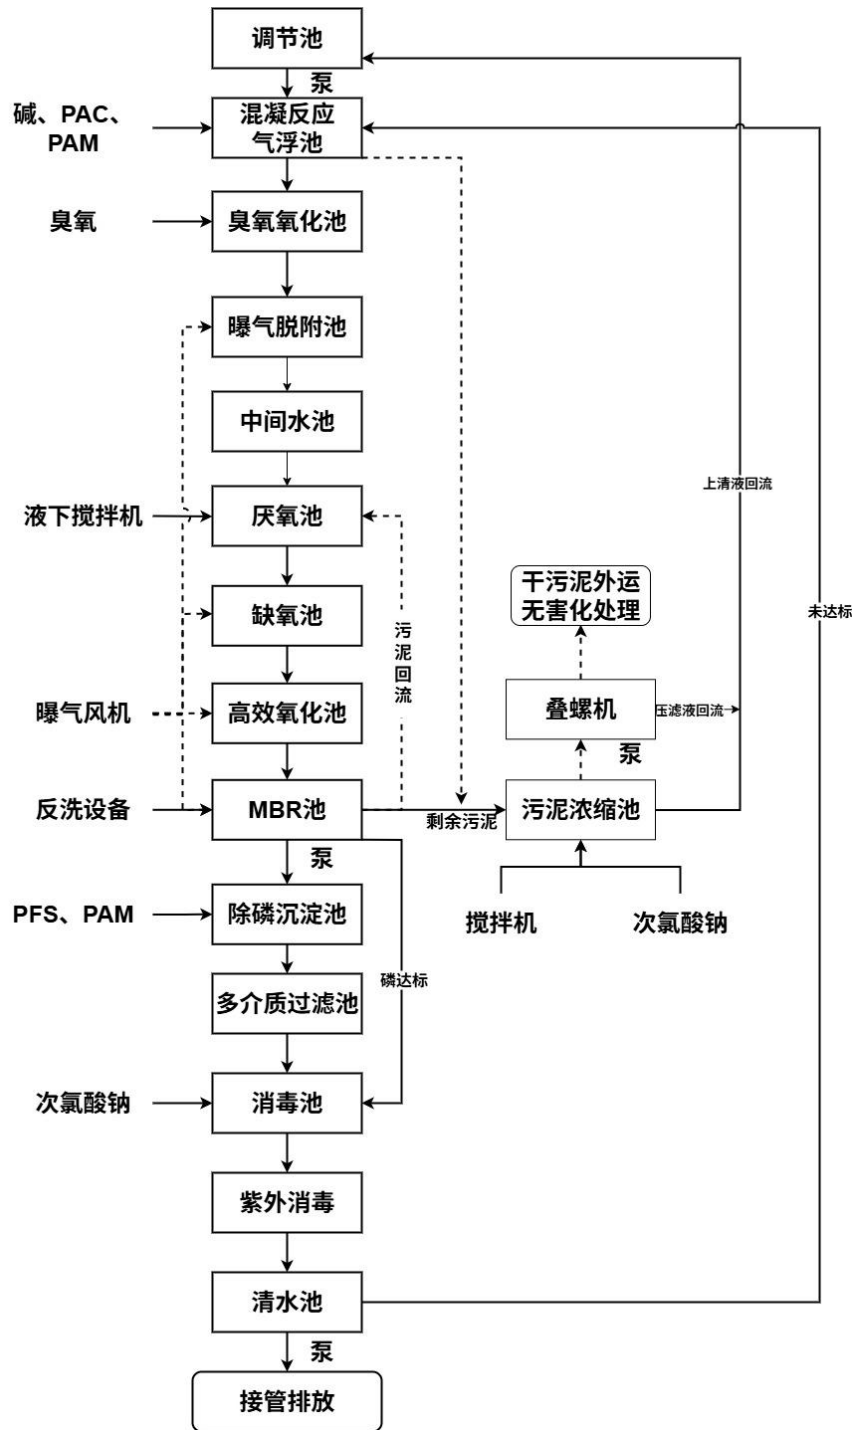 调节池
泵
碱、PAC、
PAM
混凝反应
气浮池
臭氧
臭氧氧化池
曝气脱附池
中间水池
上清液回流
液下搅拌机
厌氧池
干污泥外运
无害化处理
缺氧池
未达标
污
泥
回
流
曝气风机
高效氧化池
叠螺机
压滤液回流
泵
反洗设备
MBR池
剩余污泥
污泥浓缩池
泵
PFS、PAM
除磷沉淀池
搅拌机
次氯酸钠
磷达标
多介质过滤池
次氯酸钠
消毒池
紫外消毒
清水池
泵
接管排放